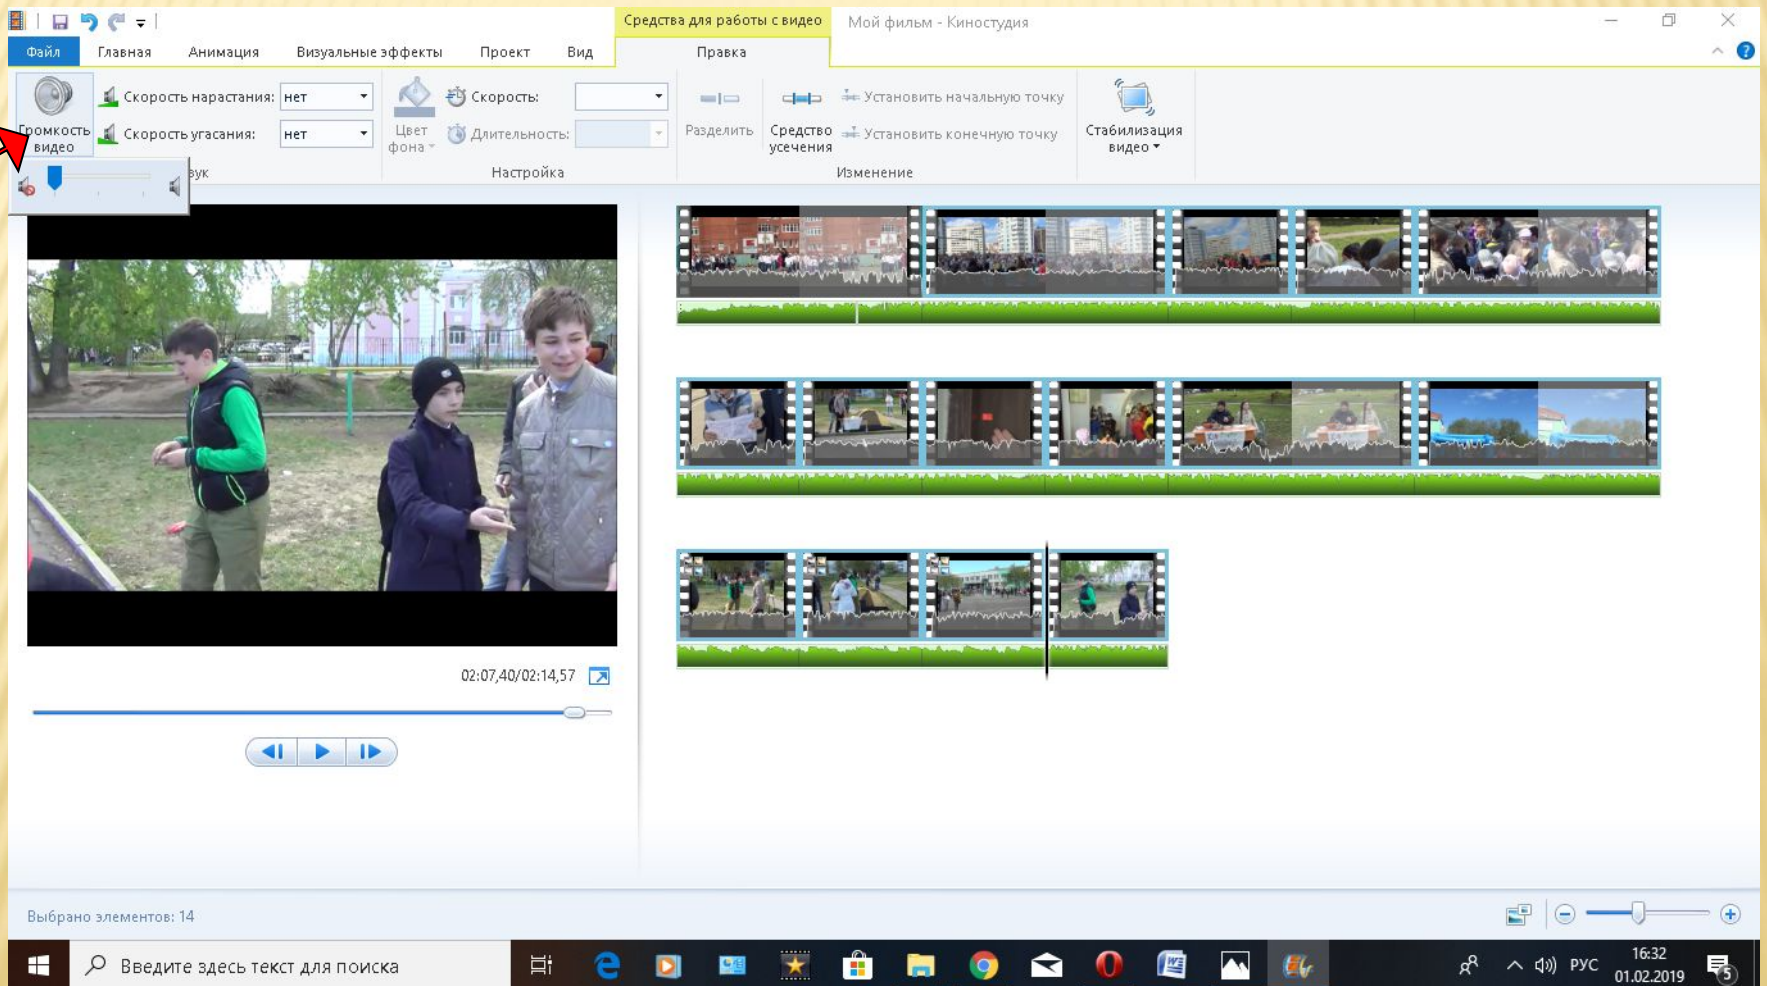 Средства для работы с видео
Мой фильм - Киностудия
Файл
Главная
Анимация
Визуальные эффекты
Проект
Вид
Правка
Громкость видео
Скорость нарастания: нет
Скорость угасания: нет
Цвет фона
Скорость:
Длительность:
Разделить
Средство усечения
Установить начальную точку
Установить конечную точку
Стабилизация видео
Настройка
Изменение
02:07,40/02:14,57
Выбрано элементов: 14
Введите здесь текст для поиска
РУС
16:32
01.02.2019
5